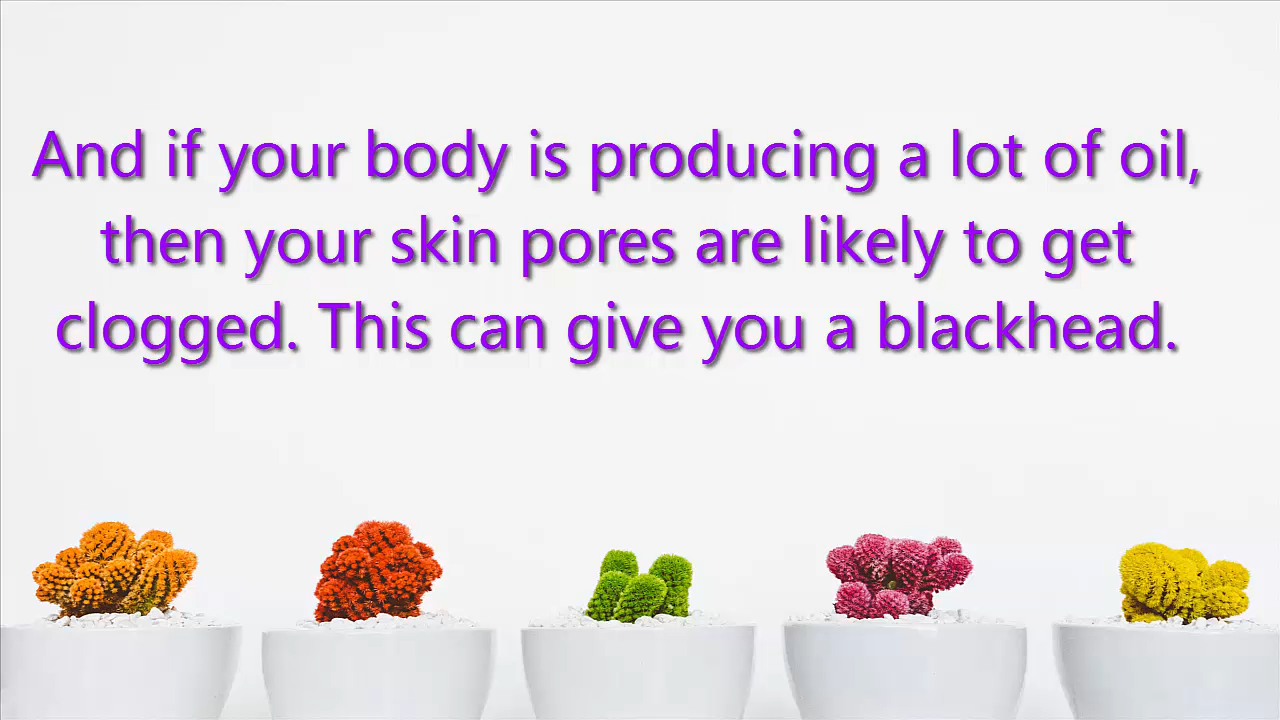 And if your body is producing a lot of oil,
then your skin pores are likely to get
clogged. This can give you a blackhead.